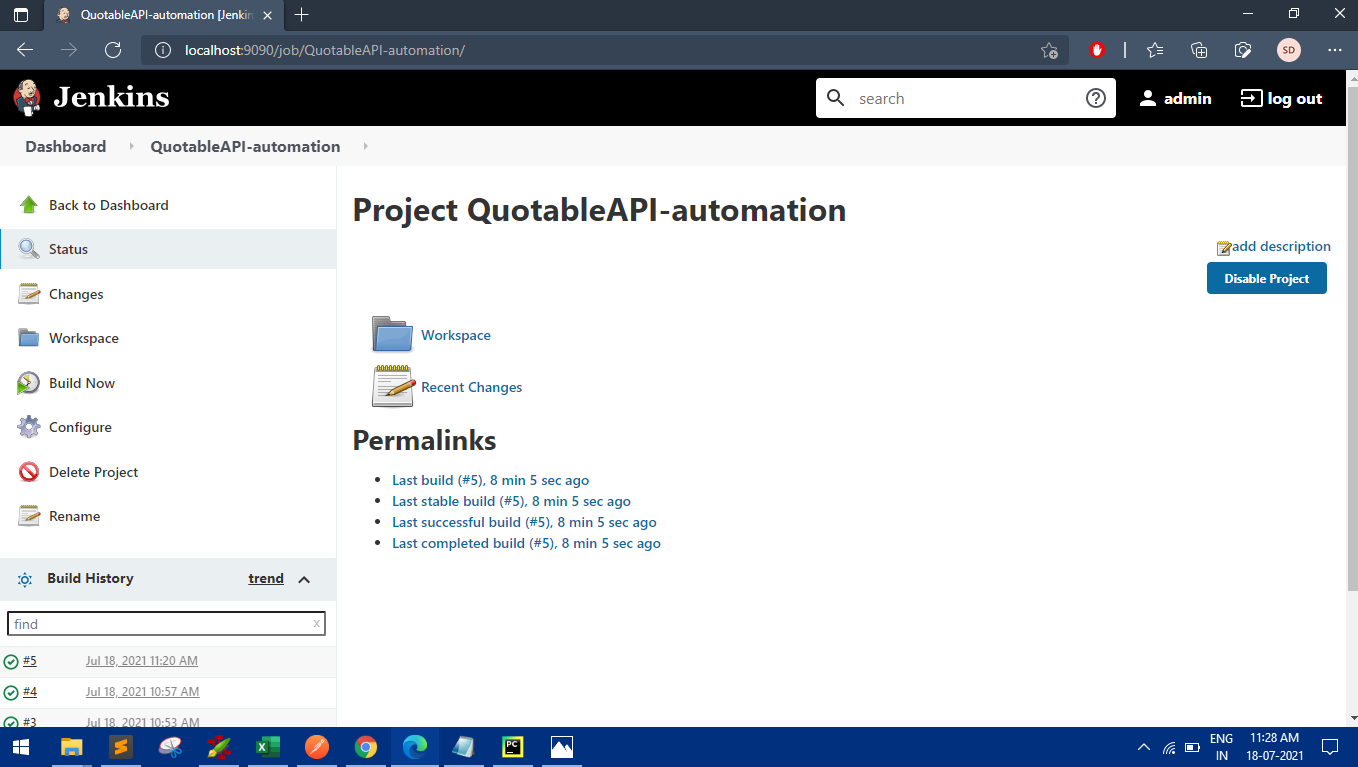 QuotableAPI-automation [Jenkin
localhost:9090/job/QuotableAPI-automation/
SD
Jenkins
search
admin
log out
Dashboard
QuotableAPI-automation
Back to Dashboard
Status
Changes
Workspace
Build Now
Configure
Delete Project
Rename
Build History
trend
find
x
#5 Jul 18, 2021 11:20 AM
#4 Jul 18, 2021 10:57 AM
#3 Jul 18, 2021 10:53 AM
Project QuotableAPI-automation
add description
Disable Project
Workspace
Recent Changes
Permalinks
Last build (#5), 8 min 5 sec ago
Last stable build (#5), 8 min 5 sec ago
Last successful build (#5), 8 min 5 sec ago
Last completed build (#5), 8 min 5 sec ago
PC
ENG
IN
11:28 AM
18-07-2021